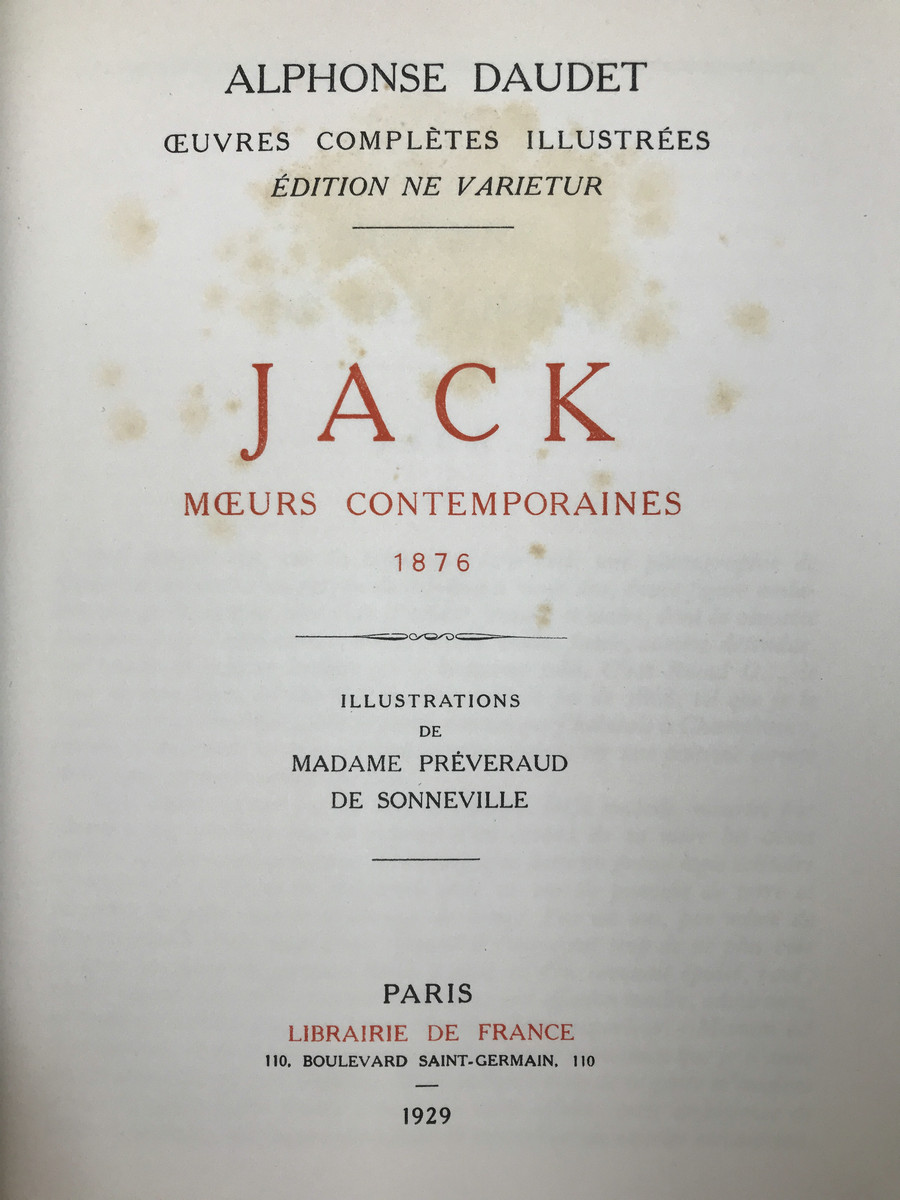 ALPHONSE DAUDET
ŒUVRES COMPLÈTES ILLUSTRÉES
ÉDITION NE VARIETUR
JACK
MŒURS CONTEMPORAINES
1876
ILLUSTRATIONS
DE
MADAME PRÉVERAUD
DE SONNEVILLE
PARIS
LIBRAIRIE DE FRANCE
110, BOULEVARD SAINT-GERMAIN, 110
1929